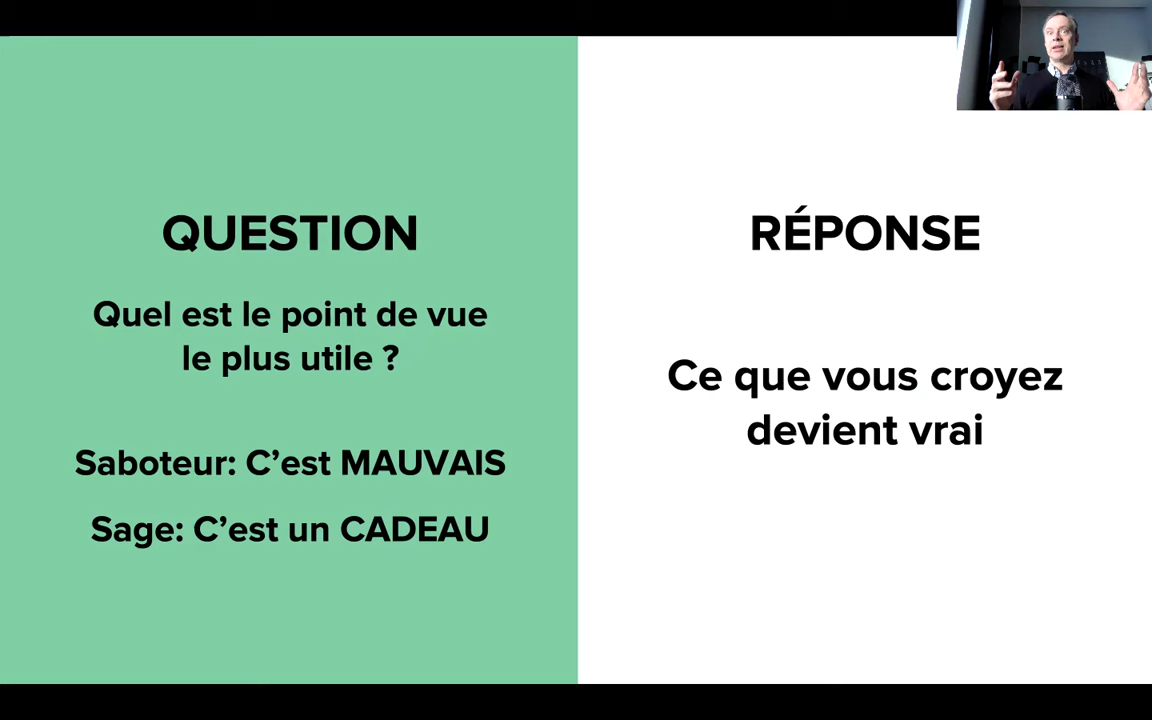 QUESTION
Quel est le point de vue
le plus utile ?
Saboteur: C’est MAUVAIS
Sage: C’est un CADEAU
RÉPONSE
Ce que vous croyez
devient vrai